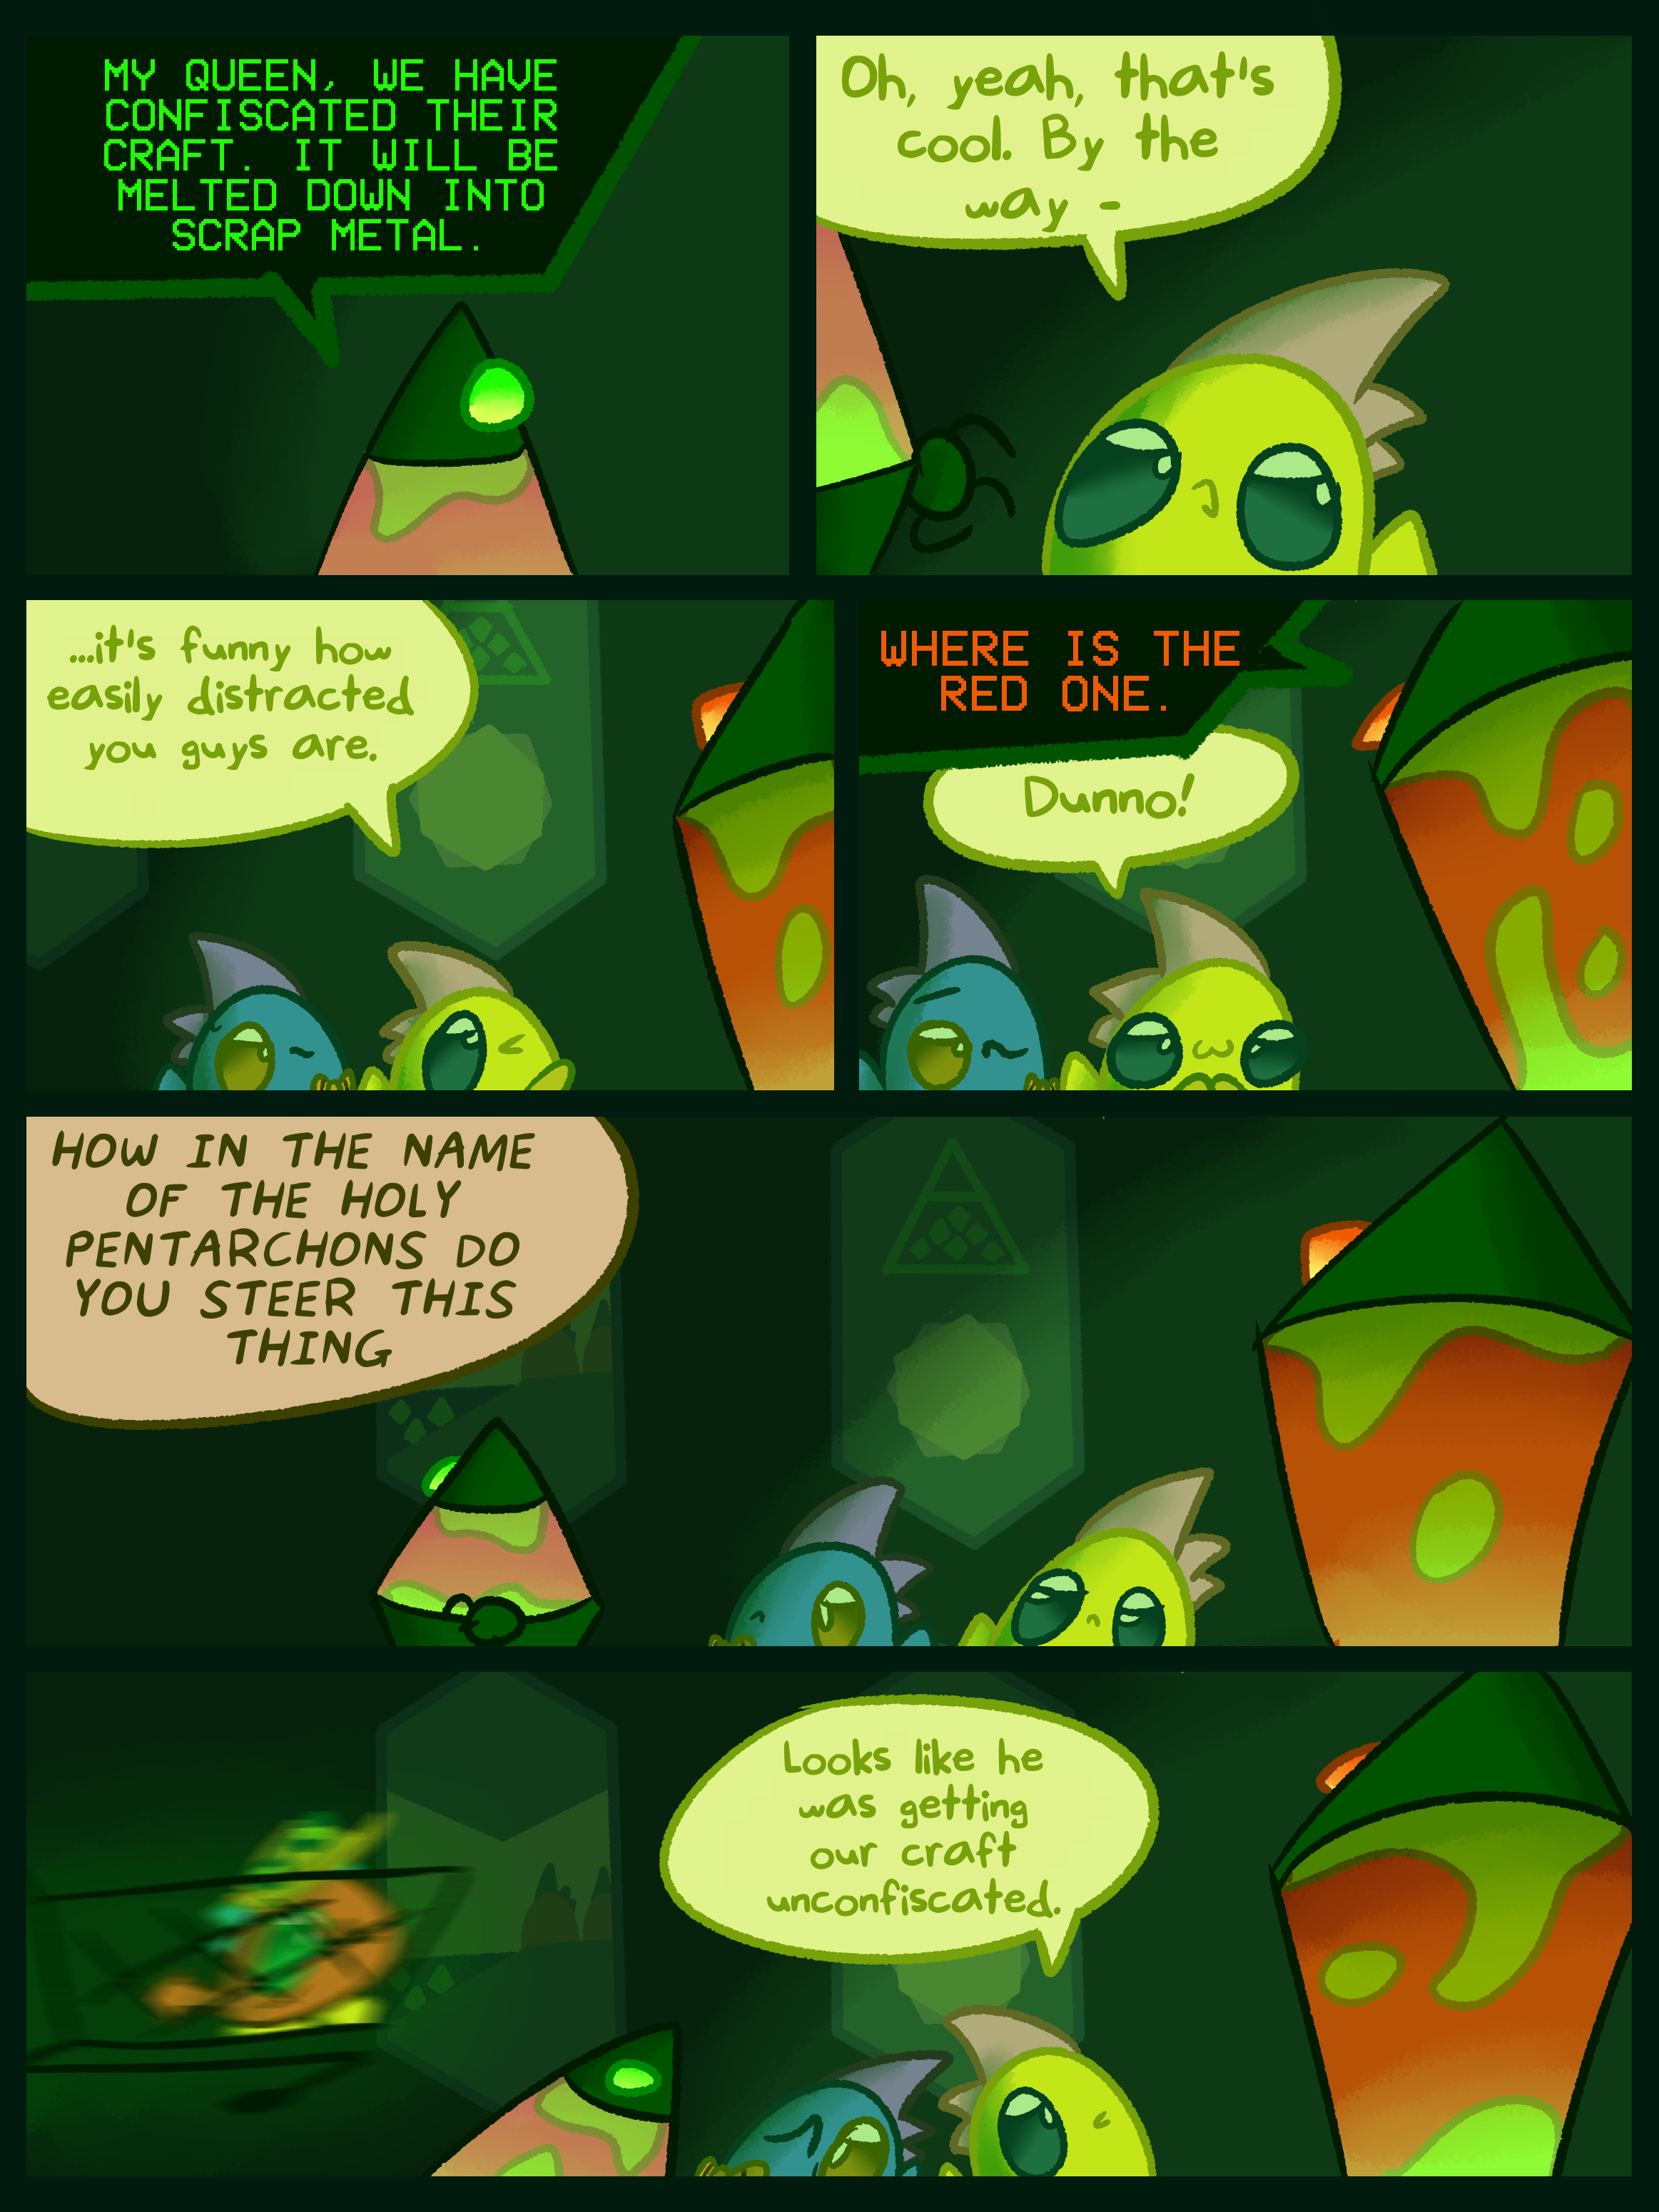 MY QUEEN, WE HAVE
CONFISCATED THEIR
CRAFT. IT WILL BE
MELTED DOWN INTO
SCRAP METAL.
Oh, yeah, that's
cool. By the
way -
...it's funny how
easily distracted
you guys are.
WHERE IS THE
RED ONE.
Dunno!
HOW IN THE NAME
OF THE HOLY
PENTARCHONS DO
YOU STEER THIS
THING
Looks like he
was getting
our craft
unconfiscated.